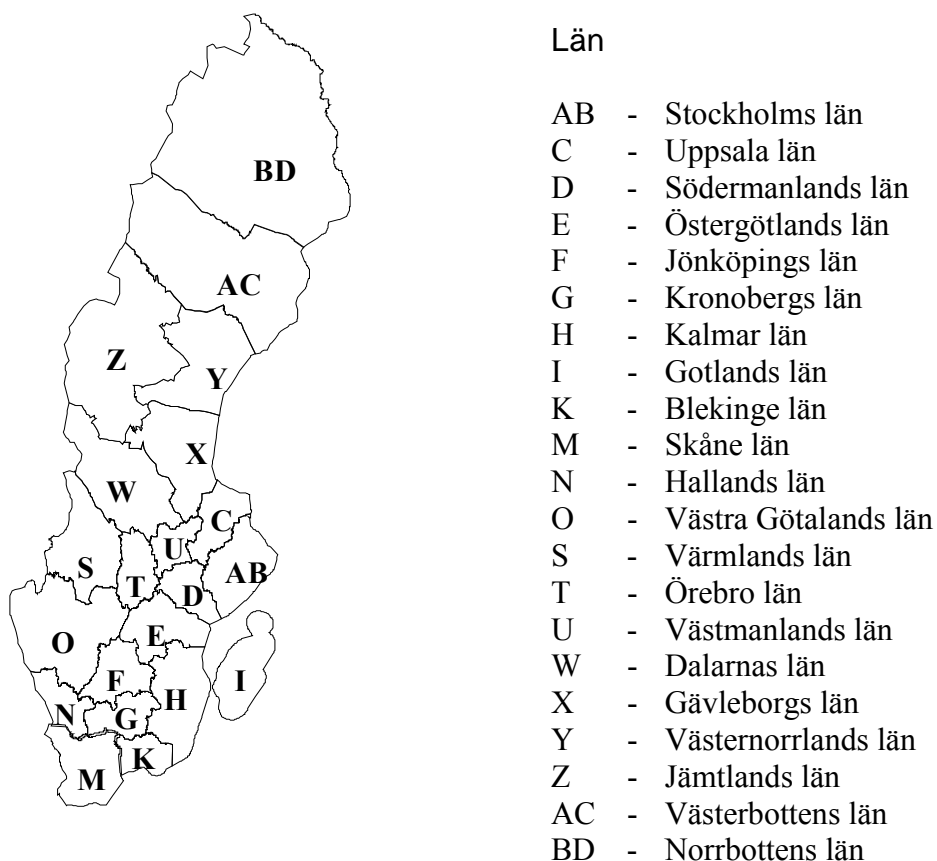 Län
AB - Stockholms län
C - Uppsala län
D - Södermanlands län
E - Östergötlands län
F - Jönköpings län
G - Kronobergs län
H - Kalmar län
I - Gotlands län
K - Blekinge län
M - Skåne län
N - Hallands län
O - Västra Götalands län
S - Värmlands län
T - Örebro län
U - Västmanlands län
W - Dalarnas län
X - Gävleborgs län
Y - Västernorrlands län
Z - Jämtlands län
AC - Västerbottens län
BD - Norrbottens län
BD
AC
Z
Y
X
W
C
U
S
T
D
AB
O
E
F
H
I
N
G
K
M